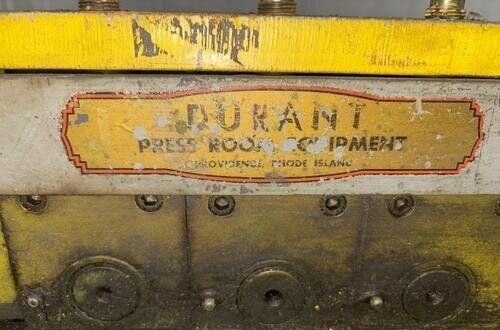 DURANT
PRESS ROOM EQUIPMENT
PROVIDENCE, RHODE ISLAND